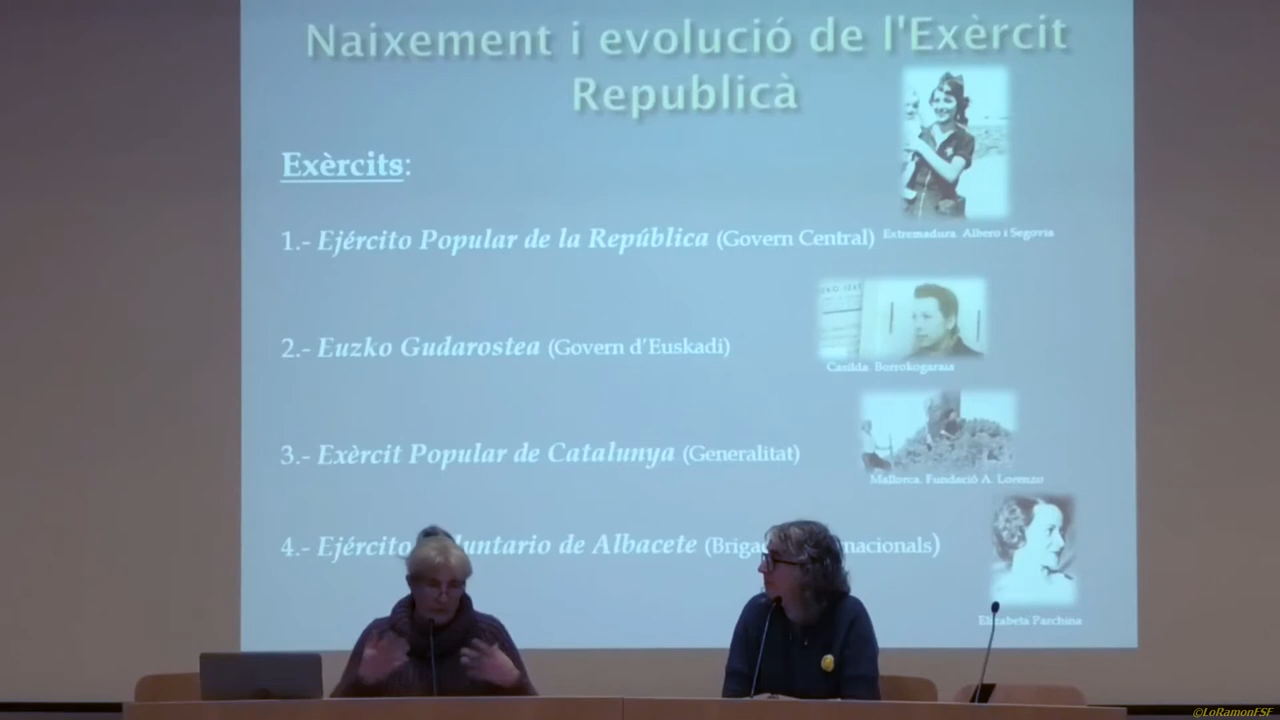 Naixement i evolució de l'Exèrcit
Republicà
Exèrcits:
1.- Ejército Popular de la República (Govern Central)
Extremadura. Albero i Segovia
2.- Euzko Gudarostea (Govern d'Euskadi)
Casilda. Borrokogaraia
3.- Exèrcit Popular de Catalunya (Generalitat)
Mallorca. Fundació A. Lorenzo
4.- Ejército de Albacete
Elizabeta Parchina
©LoRamonFSF